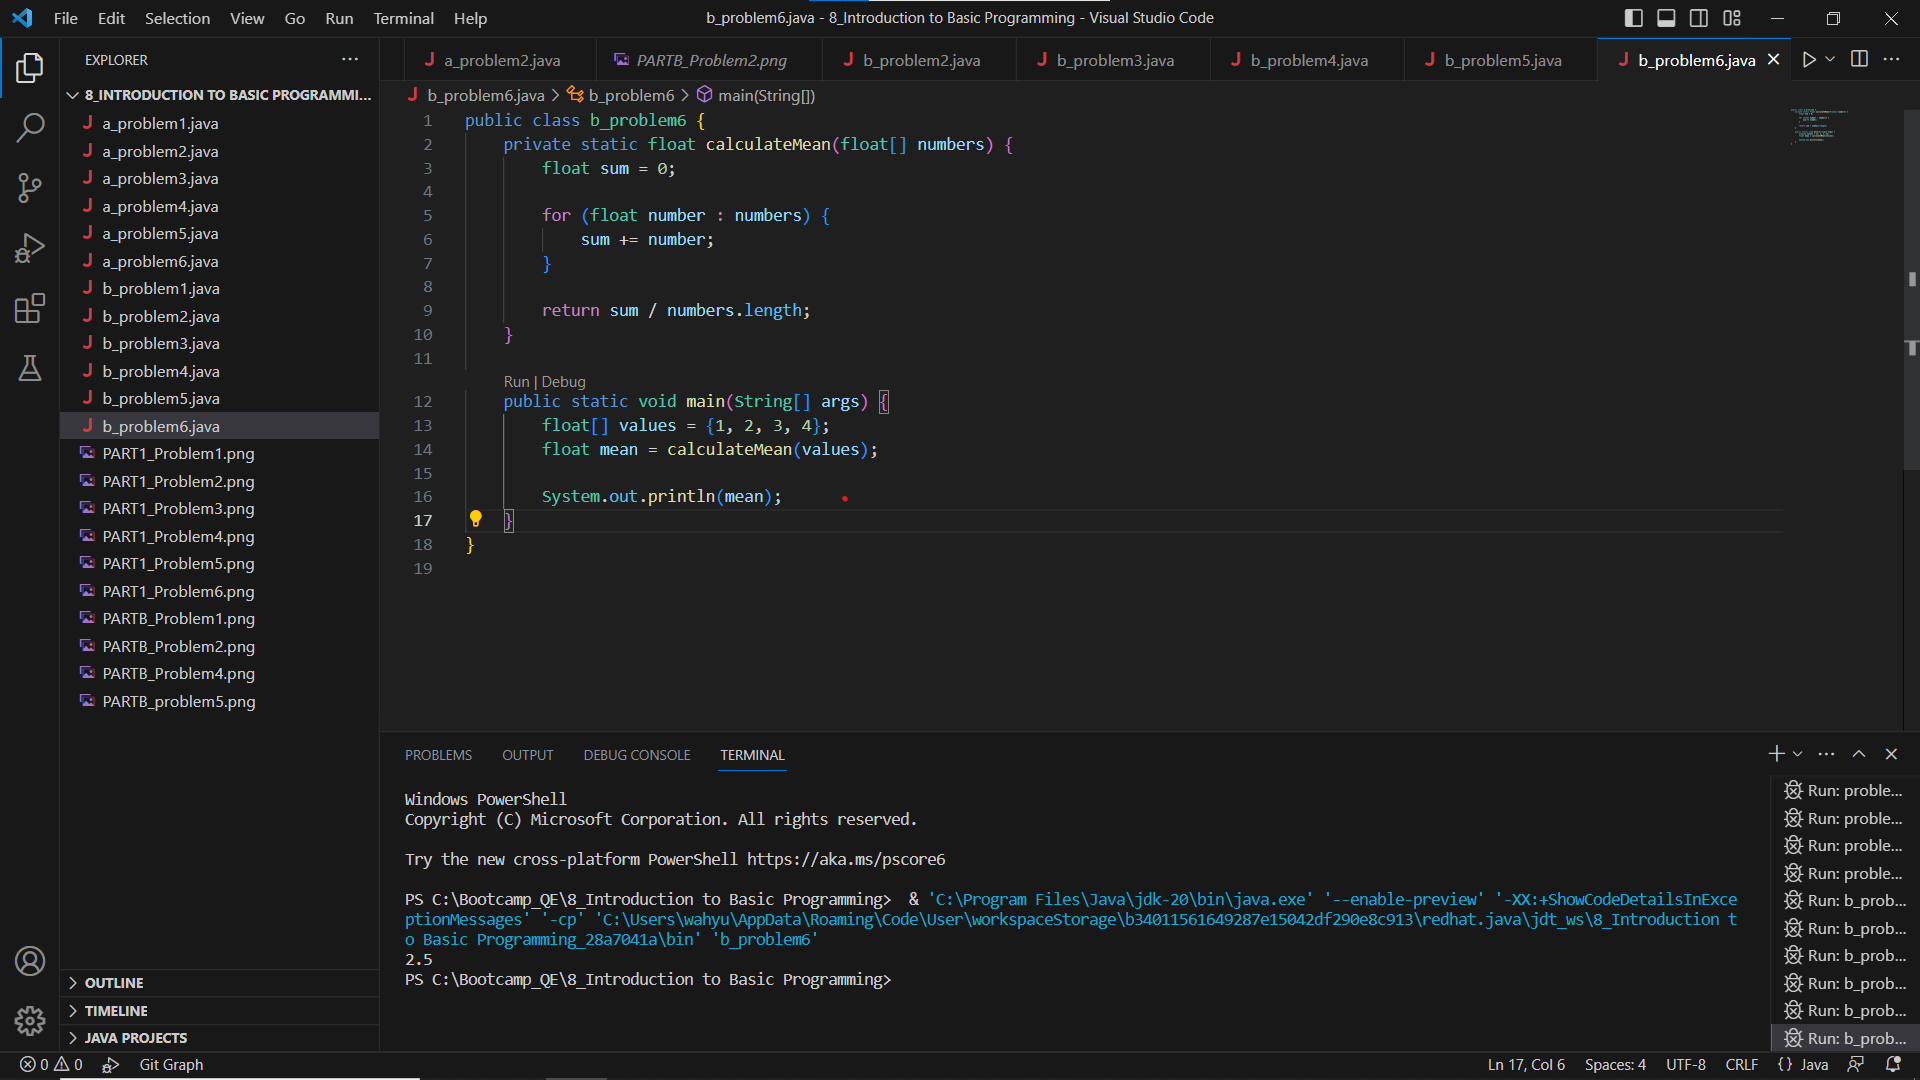 File Edit Selection View Go Run Terminal Help
b_problem6.java - 8_Introduction to Basic Programming - Visual Studio Code
EXPLORER
8_INTRODUCTION TO BASIC PROGRAMMI...
a_problem1.java
a_problem2.java
a_problem3.java
a_problem4.java
a_problem5.java
a_problem6.java
b_problem1.java
b_problem2.java
b_problem3.java
b_problem4.java
b_problem5.java
b_problem6.java
PART1_Problem1.png
PART1_Problem2.png
PART1_Problem3.png
PART1_Problem4.png
PART1_Problem5.png
PART1_Problem6.png
PARTB_Problem1.png
PARTB_Problem2.png
PARTB_Problem4.png
PARTB_problem5.png
OUTLINE
TIMELINE
JAVA PROJECTS
a_problem2.java PARTB_Problem2.png b_problem2.java b_problem3.java b_problem4.java b_problem5.java b_problem6.java
b_problem6.java > b_problem6 > main(String[])
1 public class b_problem6 {
2 private static float calculateMean(float[] numbers) {
3 float sum = 0;
4
5 for (float number : numbers) {
6 sum += number;
7 }
8
9 return sum / numbers.length;
10 }
11
Run | Debug
12 public static void main(String[] args) {
13 float[] values = {1, 2, 3, 4};
14 float mean = calculateMean(values);
15
16 System.out.println(mean);
17 }
18 }
19
PROBLEMS OUTPUT DEBUG CONSOLE TERMINAL
Windows PowerShell
Copyright (C) Microsoft Corporation. All rights reserved.
Try the new cross-platform PowerShell https://aka.ms/pscore6
PS C:\Bootcamp_QE\8_Introduction to Basic Programming> & 'C:\Program Files\Java\jdk-20\bin\java.exe' '--enable-preview' '-XX:+ShowCodeDetailsInExce
ptionMessages' '-cp' 'C:\Users\wahyu\AppData\Roaming\Code\User\workspaceStorage\b34011561649287e15042df290e8c913\redhat.java\jdt_ws\8_Introduction t
o Basic Programming_28a7041a\bin' 'b_problem6'
2.5
PS C:\Bootcamp_QE\8_Introduction to Basic Programming>
Run: proble...
Run: proble...
Run: proble...
Run: proble...
Run: b_prob...
Run: b_prob...
Run: b_prob...
Run: b_prob...
Run: b_prob...
Run: b_prob...
0 0 Git Graph
Ln 17, Col 6 Spaces: 4 UTF-8 CRLF {} Java